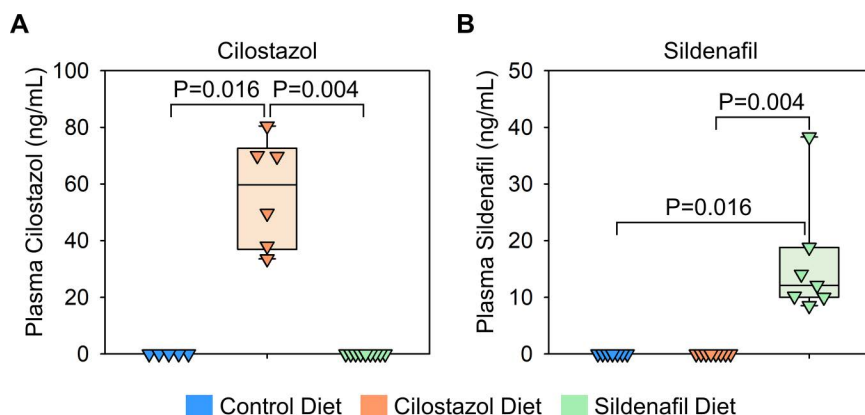 A
Cilostazol
Plasma Cilostazol (ng/mL)
100
80
60
40
20
0
P=0.016
P=0.004
B
Sildenafil
Plasma Sildenafil (ng/mL)
50
40
30
20
10
0
P=0.004
P=0.016
Control Diet
Cilostazol Diet
Sildenafil Diet